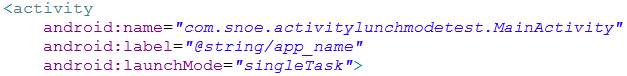 <activity
android:name="com.snoe.activitylunchmodetest.MainActivity"
android:label="@string/app_name"
android:launchMode="singleTask">